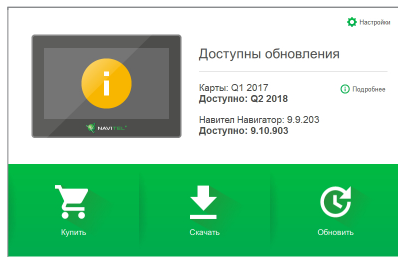 Настройки
Доступны обновления
Карты: Q1 2017
Доступно: Q2 2018
Подробнее
Навител Навигатор: 9.9.203
Доступно: 9.10.903
NAVITEL
Купить
Скачать
Обновить